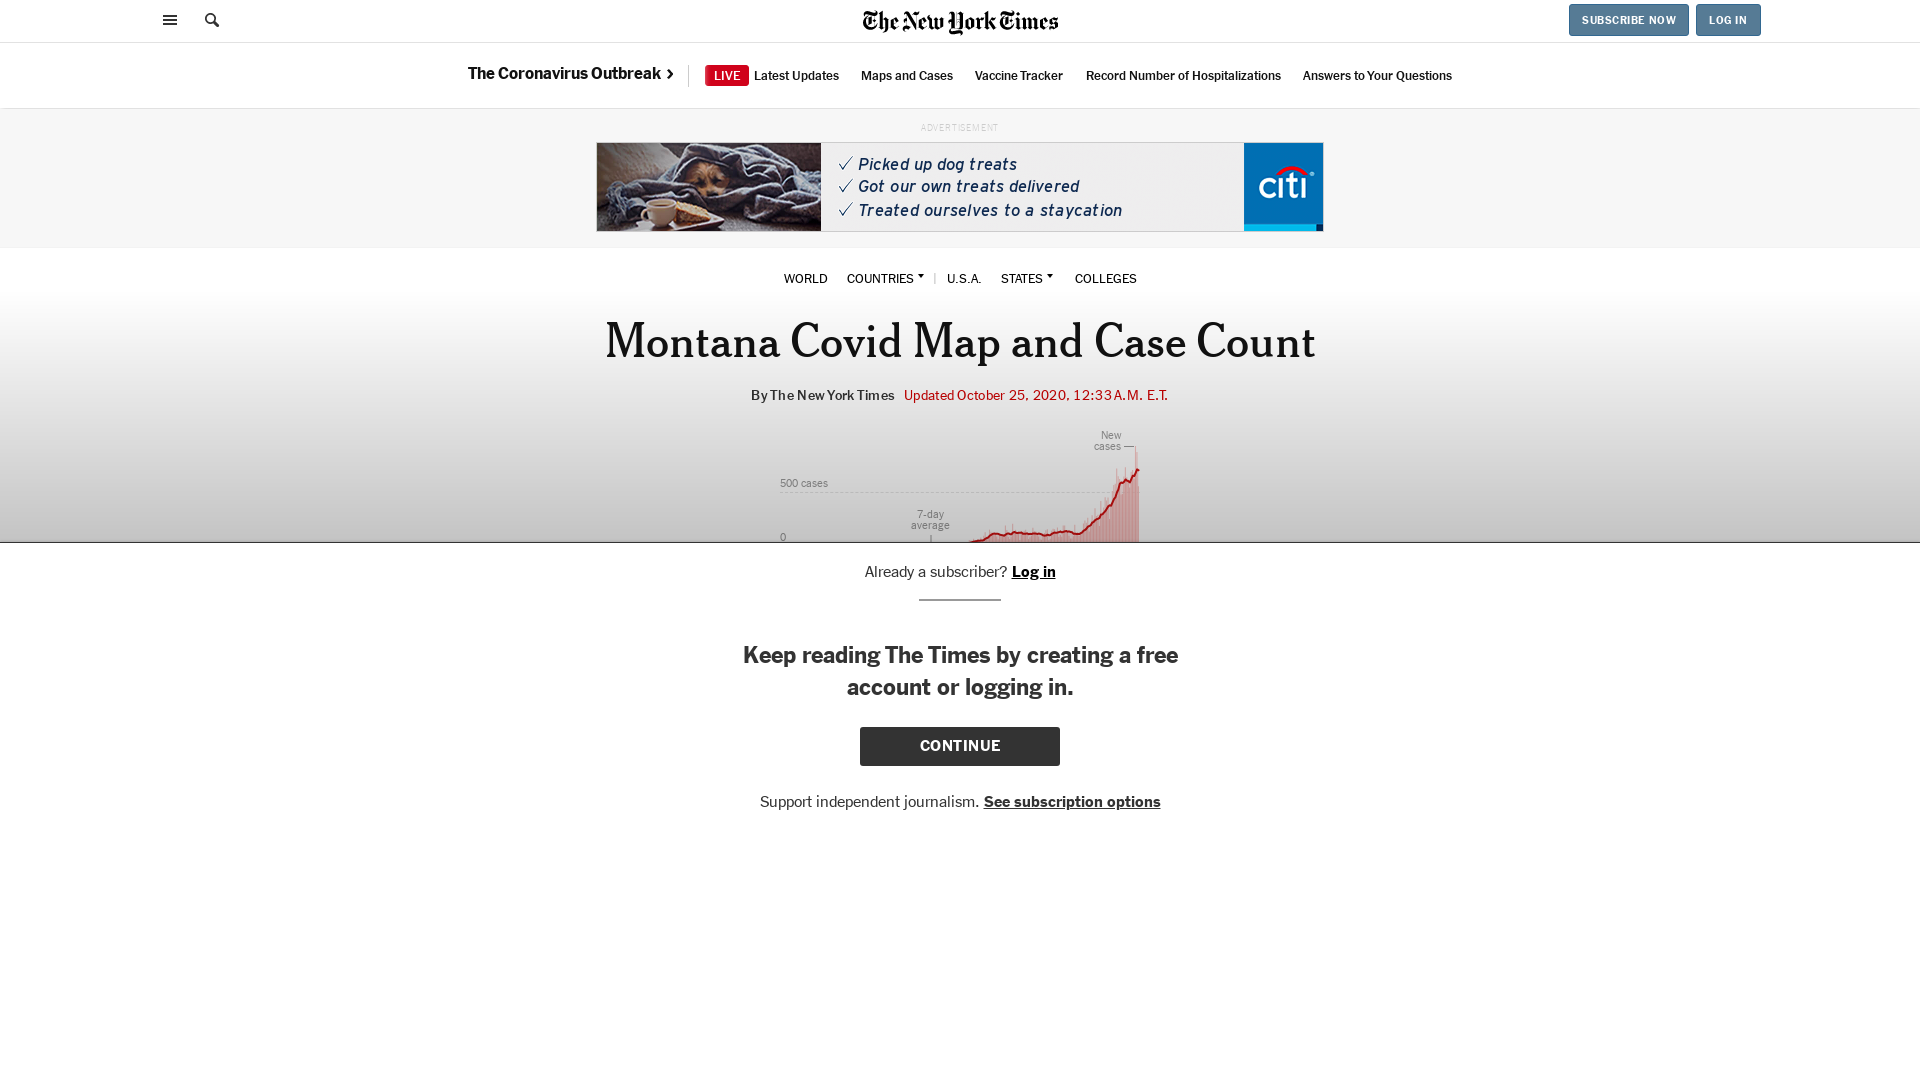 The New York Times
SUBSCRIBE NOW
LOG IN
The Coronavirus Outbreak ›
LIVE Latest Updates
Maps and Cases
Vaccine Tracker
Record Number of Hospitalizations
Answers to Your Questions
ADVERTISEMENT
✓ Picked up dog treats
✓ Got our own treats delivered
✓ Treated ourselves to a staycation
citi®
WORLD
COUNTRIES
U.S.A.
STATES
COLLEGES
Montana Covid Map and Case Count
By The New York Times Updated October 25, 2020, 12:33 A.M. E.T.
New
cases
500 cases
7-day
average
0
Already a subscriber? Log in
Keep reading The Times by creating a free
account or logging in.
CONTINUE
Support independent journalism. See subscription options